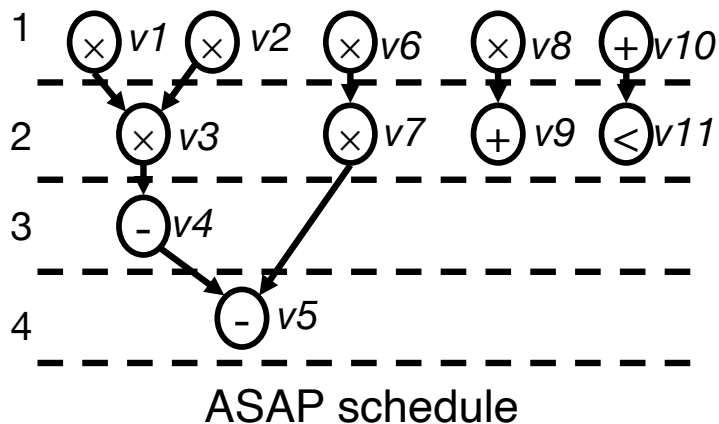 1 × v1 × v2 × v6 × v8 + v10
2 × v3 × v7 + v9 < v11
3 - v4
4 - v5
ASAP schedule